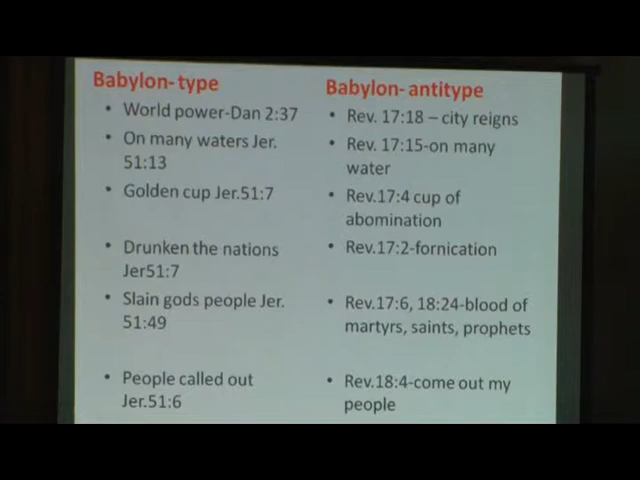 Babylon- type
• World power-Dan 2:37
• On many waters Jer.
51:13
• Golden cup Jer.51:7
• Drunken the nations
Jer51:7
• Slain gods people Jer.
51:49
• People called out
Jer.51:6
Babylon- antitype
• Rev. 17:18 – city reigns
• Rev. 17:15-on many
water
• Rev.17:4 cup of
abomination
• Rev.17:2-fornication
• Rev.17:6, 18:24-blood of
martyrs, saints, prophets
• Rev.18:4-come out my
people